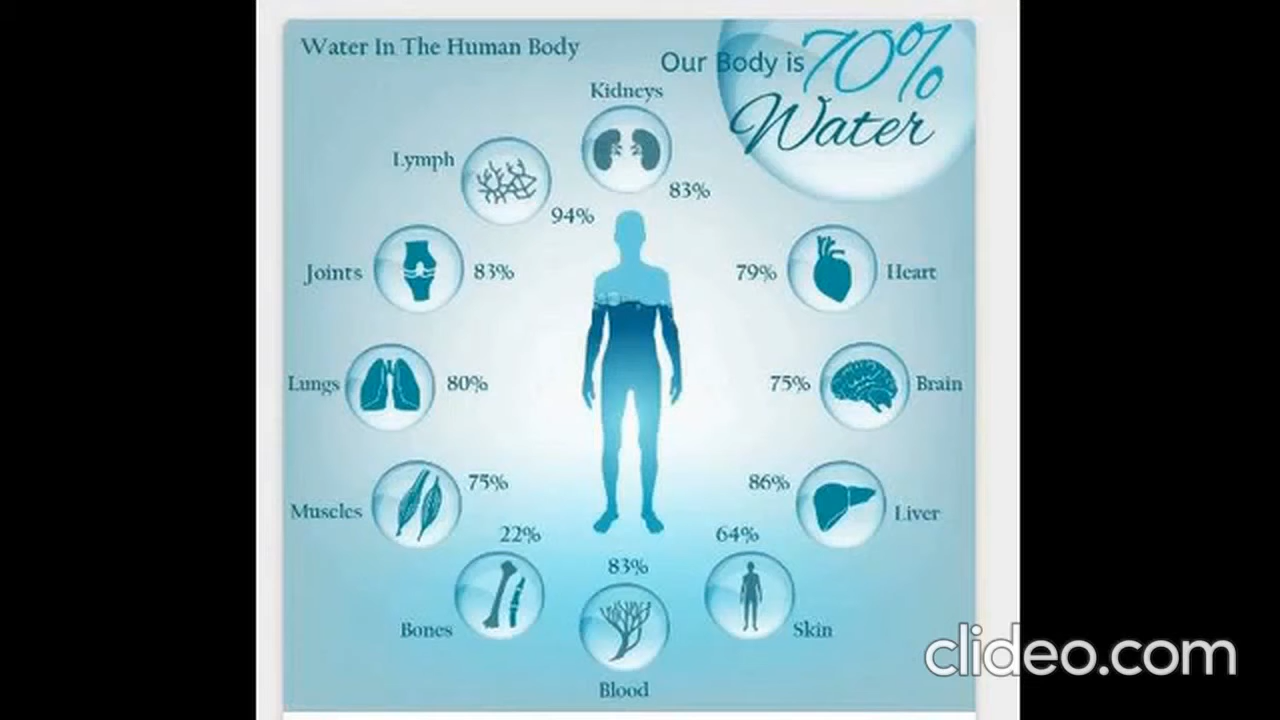 Water In The Human Body
Our Body is 70%
Water
Kidneys
83%
Lymph
94%
Joints
83%
79%
Heart
Lungs
80%
75%
Brain
Muscles
75%
86%
Liver
22%
Bones
83%
Blood
64%
Skin
clideo.com